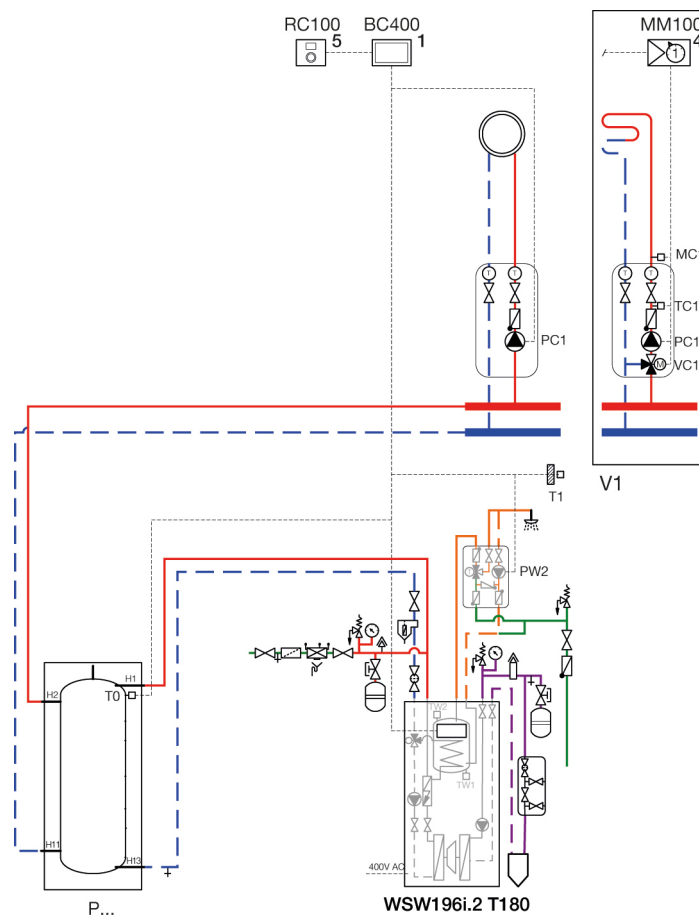 RC100 BC400 MM100
5 1 4
T T T T
MC1
TC1
PC1 PC1
M VC1
V1
T1
PW2
H2 H1
T0
TW2
TW1
H11 H13
400V AC
P... WSW196i.2 T180